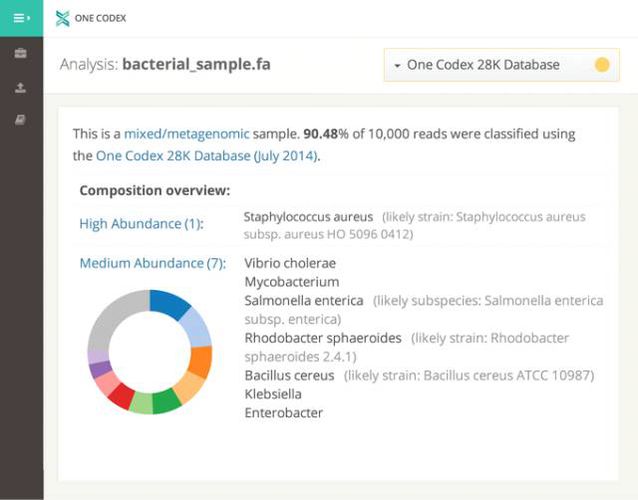 ONE CODEX
Analysis: bacterial_sample.fa
One Codex 28K Database
This is a mixed/metagenomic sample. 90.48% of 10,000 reads were classified using
the One Codex 28K Database (July 2014).
Composition overview:
High Abundance (1):
Staphylococcus aureus (likely strain: Staphylococcus aureus
subsp. aureus HO 5096 0412)
Medium Abundance (7):
Vibrio cholerae
Mycobacterium
Salmonella enterica (likely subspecies: Salmonella enterica
subsp. enterica)
Rhodobacter sphaeroides (likely strain: Rhodobacter
sphaeroides 2.4.1)
Bacillus cereus (likely strain: Bacillus cereus ATCC 10987)
Klebsiella
Enterobacter